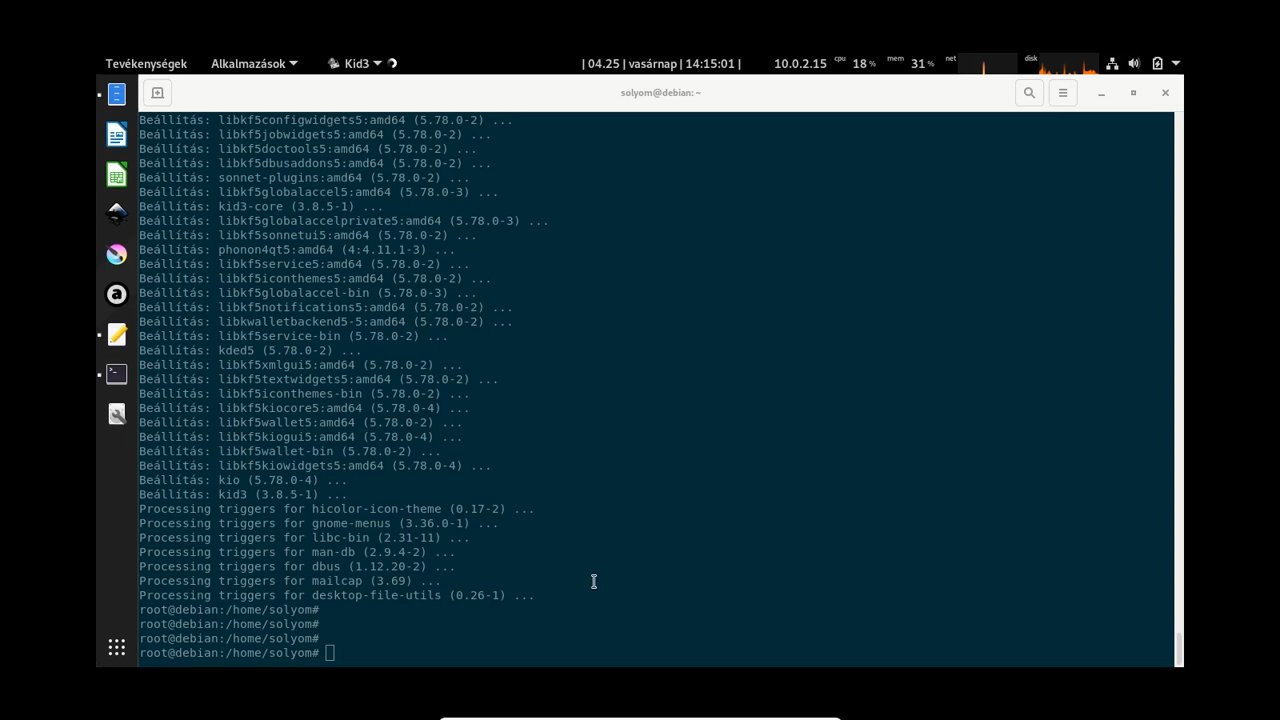 Tevékenységek Alkalmazások Kid3 | 04.25 | vasárnap | 14:15:01 | 10.0.2.15 cpu 18 % mem 31 % net disk
solyom@debian: ~
Beállítás: libkf5configwidgets5:amd64 (5.78.0-2) ...
Beállítás: libkf5jobwidgets5:amd64 (5.78.0-2) ...
Beállítás: libkf5doctools5:amd64 (5.78.0-2) ...
Beállítás: libkf5dbusaddons5:amd64 (5.78.0-2) ...
Beállítás: sonnet-plugins:amd64 (5.78.0-2) ...
Beállítás: libkf5globalaccel5:amd64 (5.78.0-3) ...
Beállítás: kid3-core (3.8.5-1) ...
Beállítás: libkf5globalaccelprivate5:amd64 (5.78.0-3) ...
Beállítás: libkf5sonnetui5:amd64 (5.78.0-2) ...
Beállítás: phonon4qt5:amd64 (4:4.11.1-3) ...
Beállítás: libkf5service5:amd64 (5.78.0-2) ...
Beállítás: libkf5iconthemes5:amd64 (5.78.0-2) ...
Beállítás: libkf5globalaccel-bin (5.78.0-3) ...
Beállítás: libkf5notifications5:amd64 (5.78.0-2) ...
Beállítás: libkwalletbackend5-5:amd64 (5.78.0-2) ...
Beállítás: libkf5service-bin (5.78.0-2) ...
Beállítás: kded5 (5.78.0-2) ...
Beállítás: libkf5xmlgui5:amd64 (5.78.0-2) ...
Beállítás: libkf5textwidgets5:amd64 (5.78.0-2) ...
Beállítás: libkf5iconthemes-bin (5.78.0-2) ...
Beállítás: libkf5kiocore5:amd64 (5.78.0-4) ...
Beállítás: libkf5wallet5:amd64 (5.78.0-2) ...
Beállítás: libkf5kiogui5:amd64 (5.78.0-4) ...
Beállítás: libkf5wallet-bin (5.78.0-2) ...
Beállítás: libkf5kiowidgets5:amd64 (5.78.0-4) ...
Beállítás: kio (5.78.0-4) ...
Beállítás: kid3 (3.8.5-1) ...
Processing triggers for hicolor-icon-theme (0.17-2) ...
Processing triggers for gnome-menus (3.36.0-1) ...
Processing triggers for libc-bin (2.31-11) ...
Processing triggers for man-db (2.9.4-2) ...
Processing triggers for dbus (1.12.20-2) ...
Processing triggers for mailcap (3.69) ...
Processing triggers for desktop-file-utils (0.26-1) ...
root@debian:/home/solyom#
root@debian:/home/solyom#
root@debian:/home/solyom#
root@debian:/home/solyom#